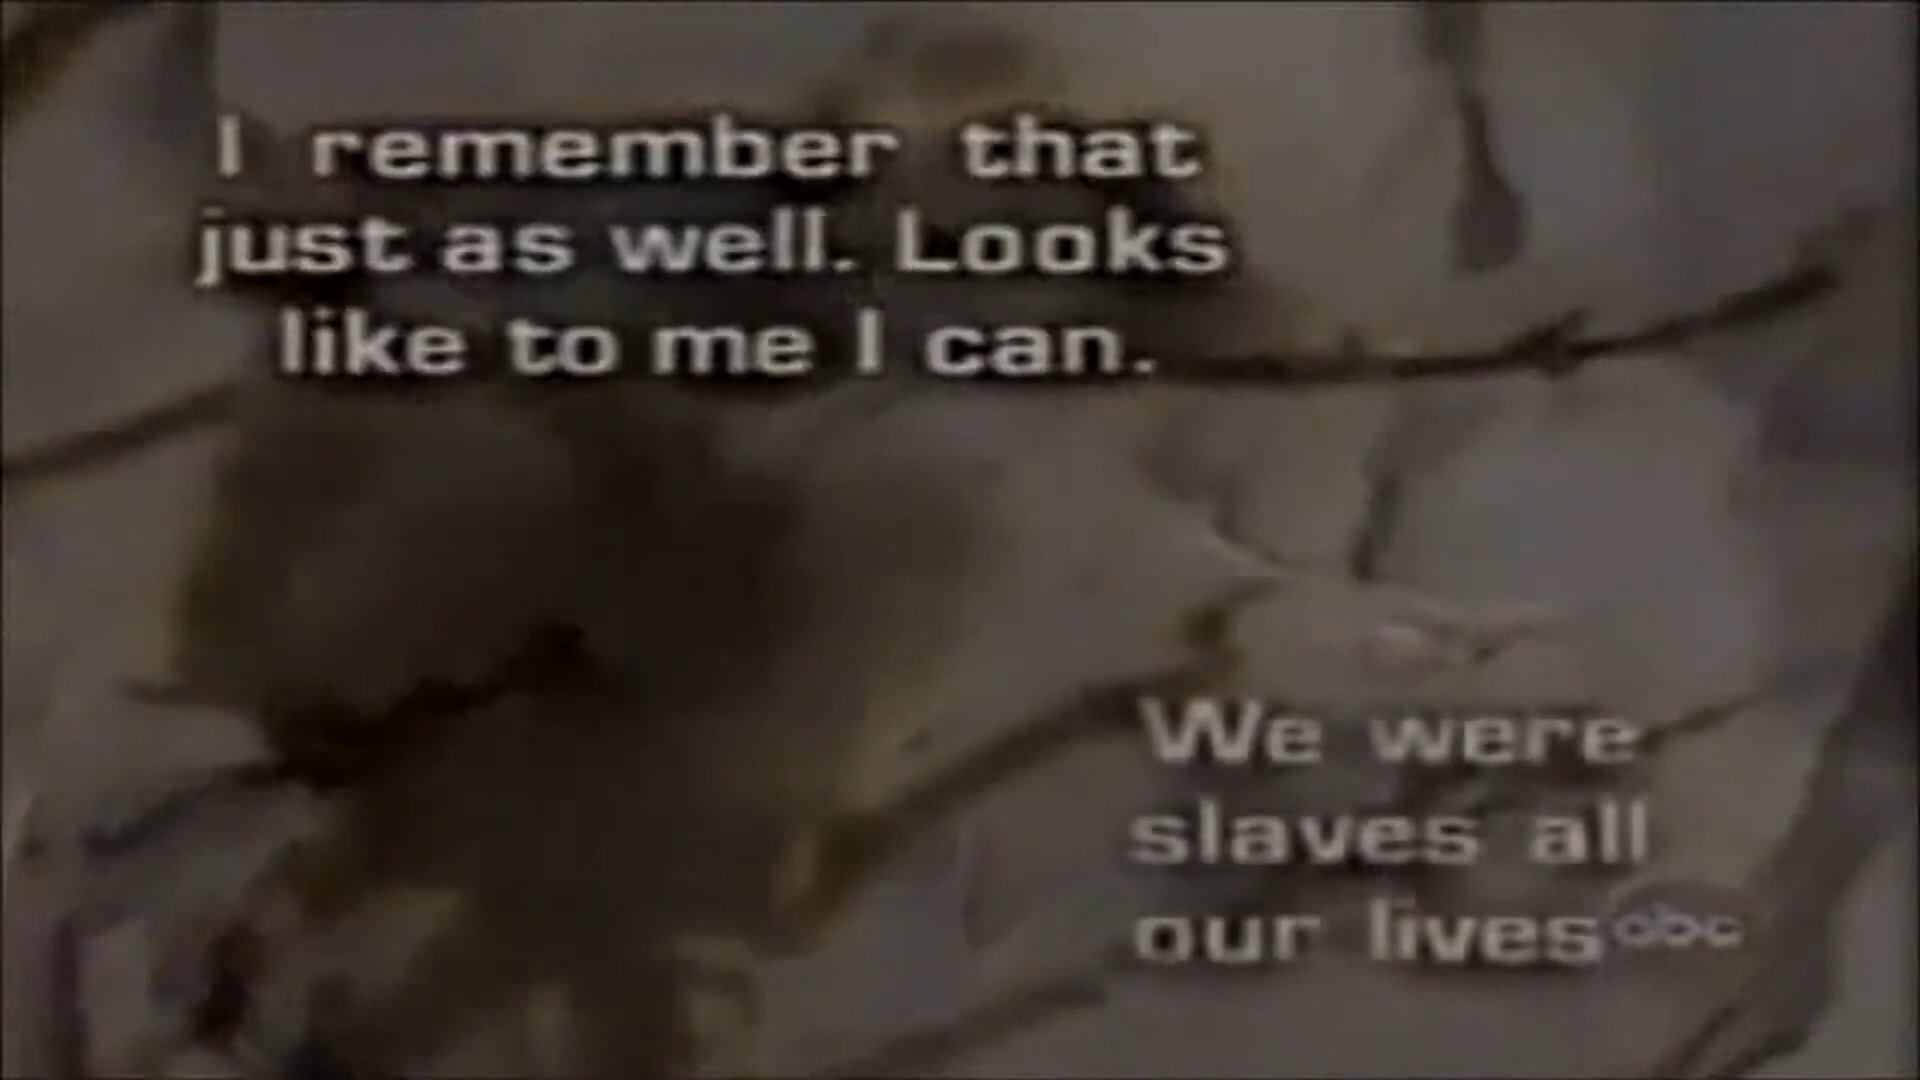 I remember that
just as well. Looks
like to me I can.
We were
slaves all
our lives
abc